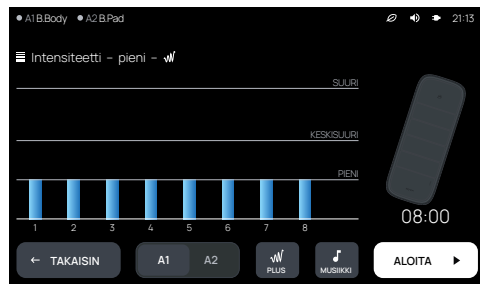 A1 B.Body A2 B.Pad 21:13
Intensiteetti – pieni –
SUURI
KESKISUURI
PIENI
1 2 3 4 5 6 7 8
08:00
← TAKAISIN A1 A2 PLUS MUSIIKKI ALOITA